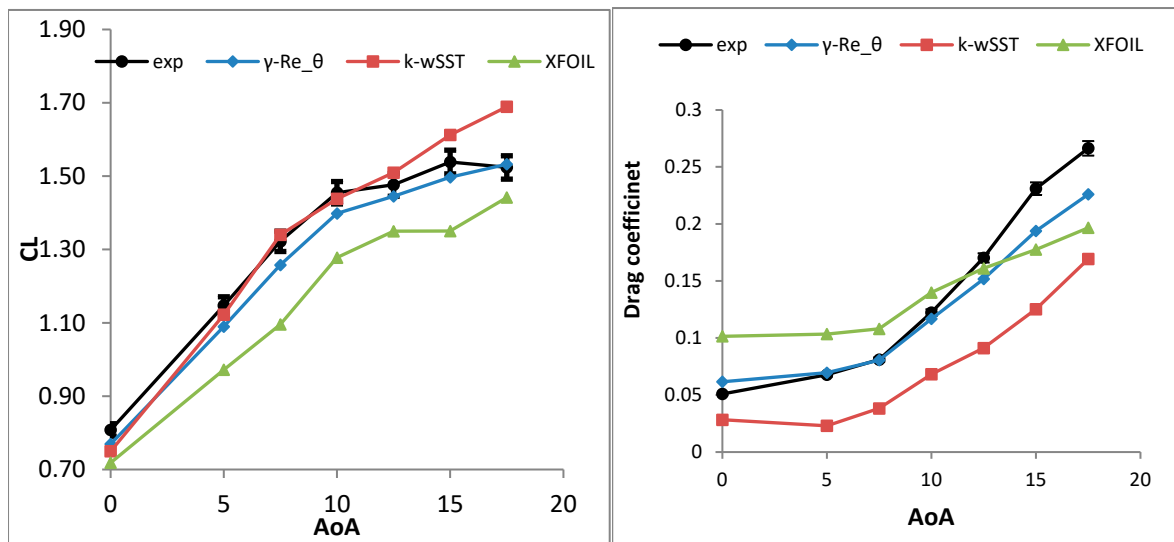 1.90
exp γ-Re_θ k-wSST XFOIL
1.70
1.50
1.30
1.10
0.90
0.70
CL
0 5 10 15 20
AoA
exp γ-Re_θ k-wSST XFOIL
0.3
0.25
0.2
0.15
0.1
0.05
0
Drag coefficinet
0 5 10 15 20
AoA